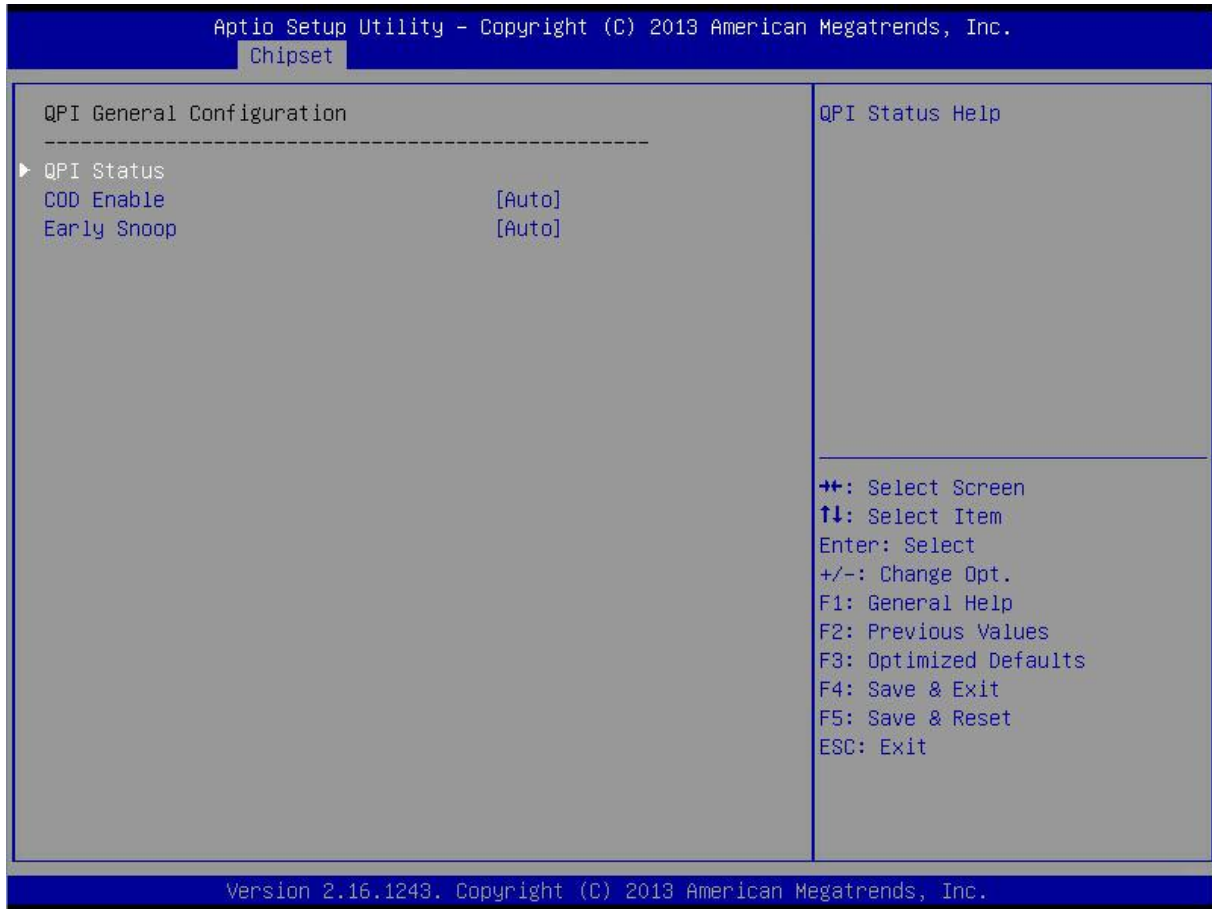 Aptio Setup Utility – Copyright (C) 2013 American Megatrends, Inc.
Chipset
QPI General Configuration
--------------------------------------------------
QPI Status
COD Enable [Auto]
Early Snoop [Auto]
QPI Status Help
→←: Select Screen
↑↓: Select Item
Enter: Select
+/-: Change Opt.
F1: General Help
F2: Previous Values
F3: Optimized Defaults
F4: Save & Exit
F5: Save & Reset
ESC: Exit
Version 2.16.1243. Copyright (C) 2013 American Megatrends, Inc.